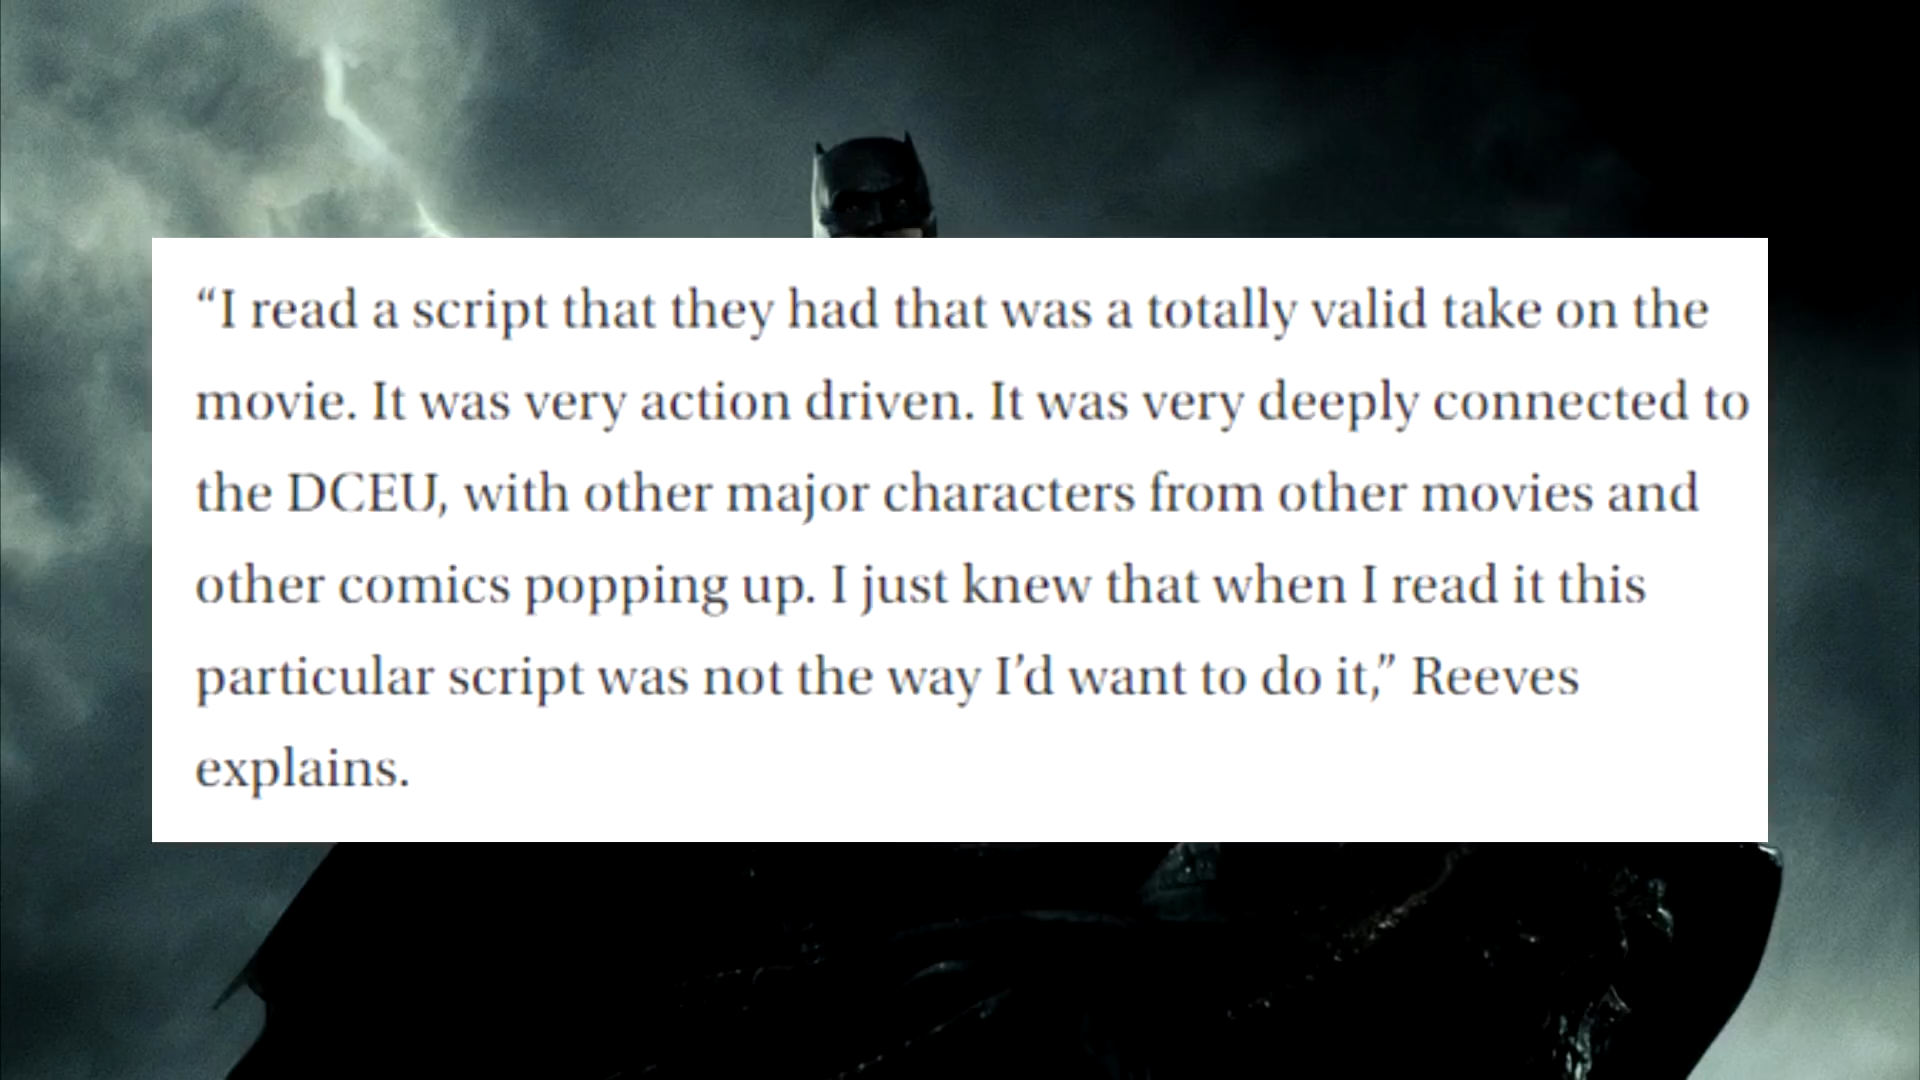 “I read a script that they had that was a totally valid take on the
movie. It was very action driven. It was very deeply connected to
the DCEU, with other major characters from other movies and
other comics popping up. I just knew that when I read it this
particular script was not the way I’d want to do it,” Reeves
explains.